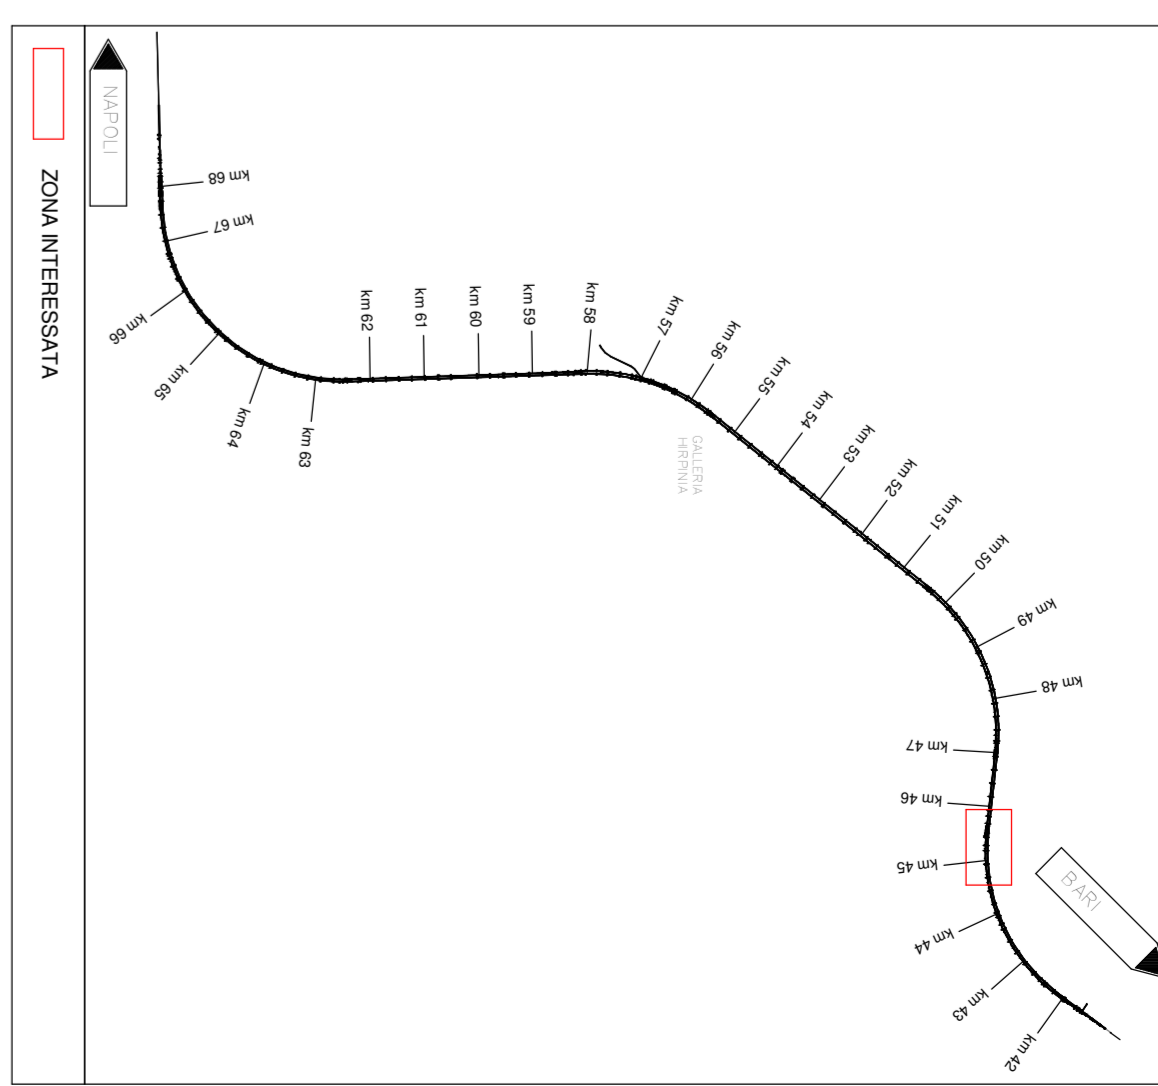 ZONA INTERESSATA
NAPOLI
km 68
km 67
km 66
km 65
km 64
km 63
km 62
km 61
km 60
km 59
km 58
km 57
km 56
km 55
km 54
km 53
km 52
km 51
km 50
km 49
km 48
km 47
km 46
km 45
km 44
km 43
km 42
GALLERIA
HIRPINIA
BARI